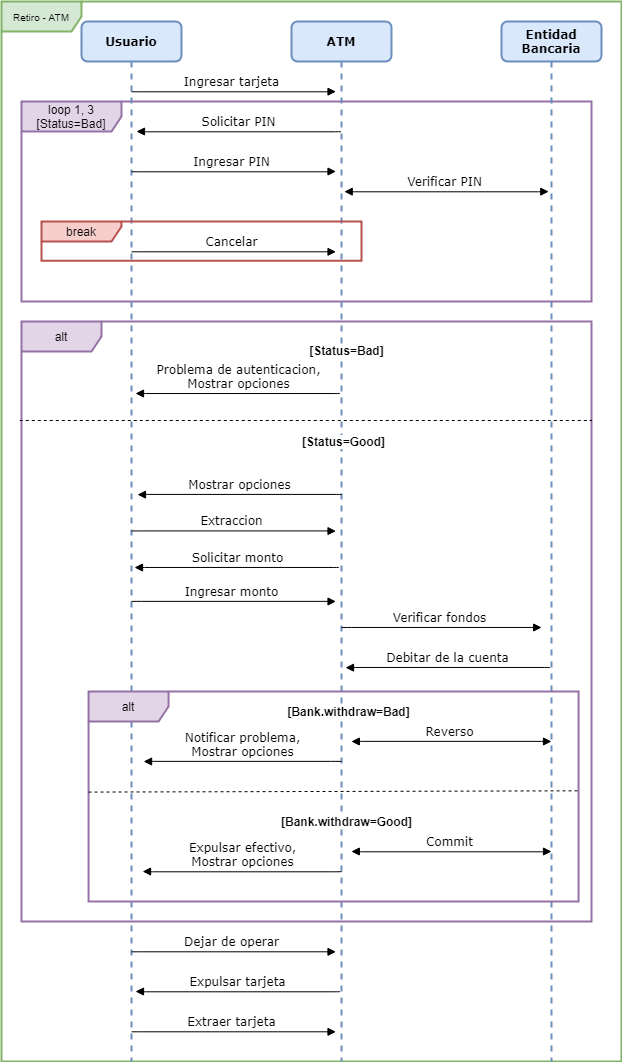 Retiro - ATM
Usuario
ATM
Entidad
Bancaria
Ingresar tarjeta
loop 1, 3
[Status=Bad]
Solicitar PIN
Ingresar PIN
Verificar PIN
break
Cancelar
alt
[Status=Bad]
Problema de autenticacion,
Mostrar opciones
[Status=Good]
Mostrar opciones
Extraccion
Solicitar monto
Ingresar monto
Verificar fondos
Debitar de la cuenta
alt
[Bank.withdraw=Bad]
Reverso
Notificar problema,
Mostrar opciones
[Bank.withdraw=Good]
Commit
Expulsar efectivo,
Mostrar opciones
Dejar de operar
Expulsar tarjeta
Extraer tarjeta